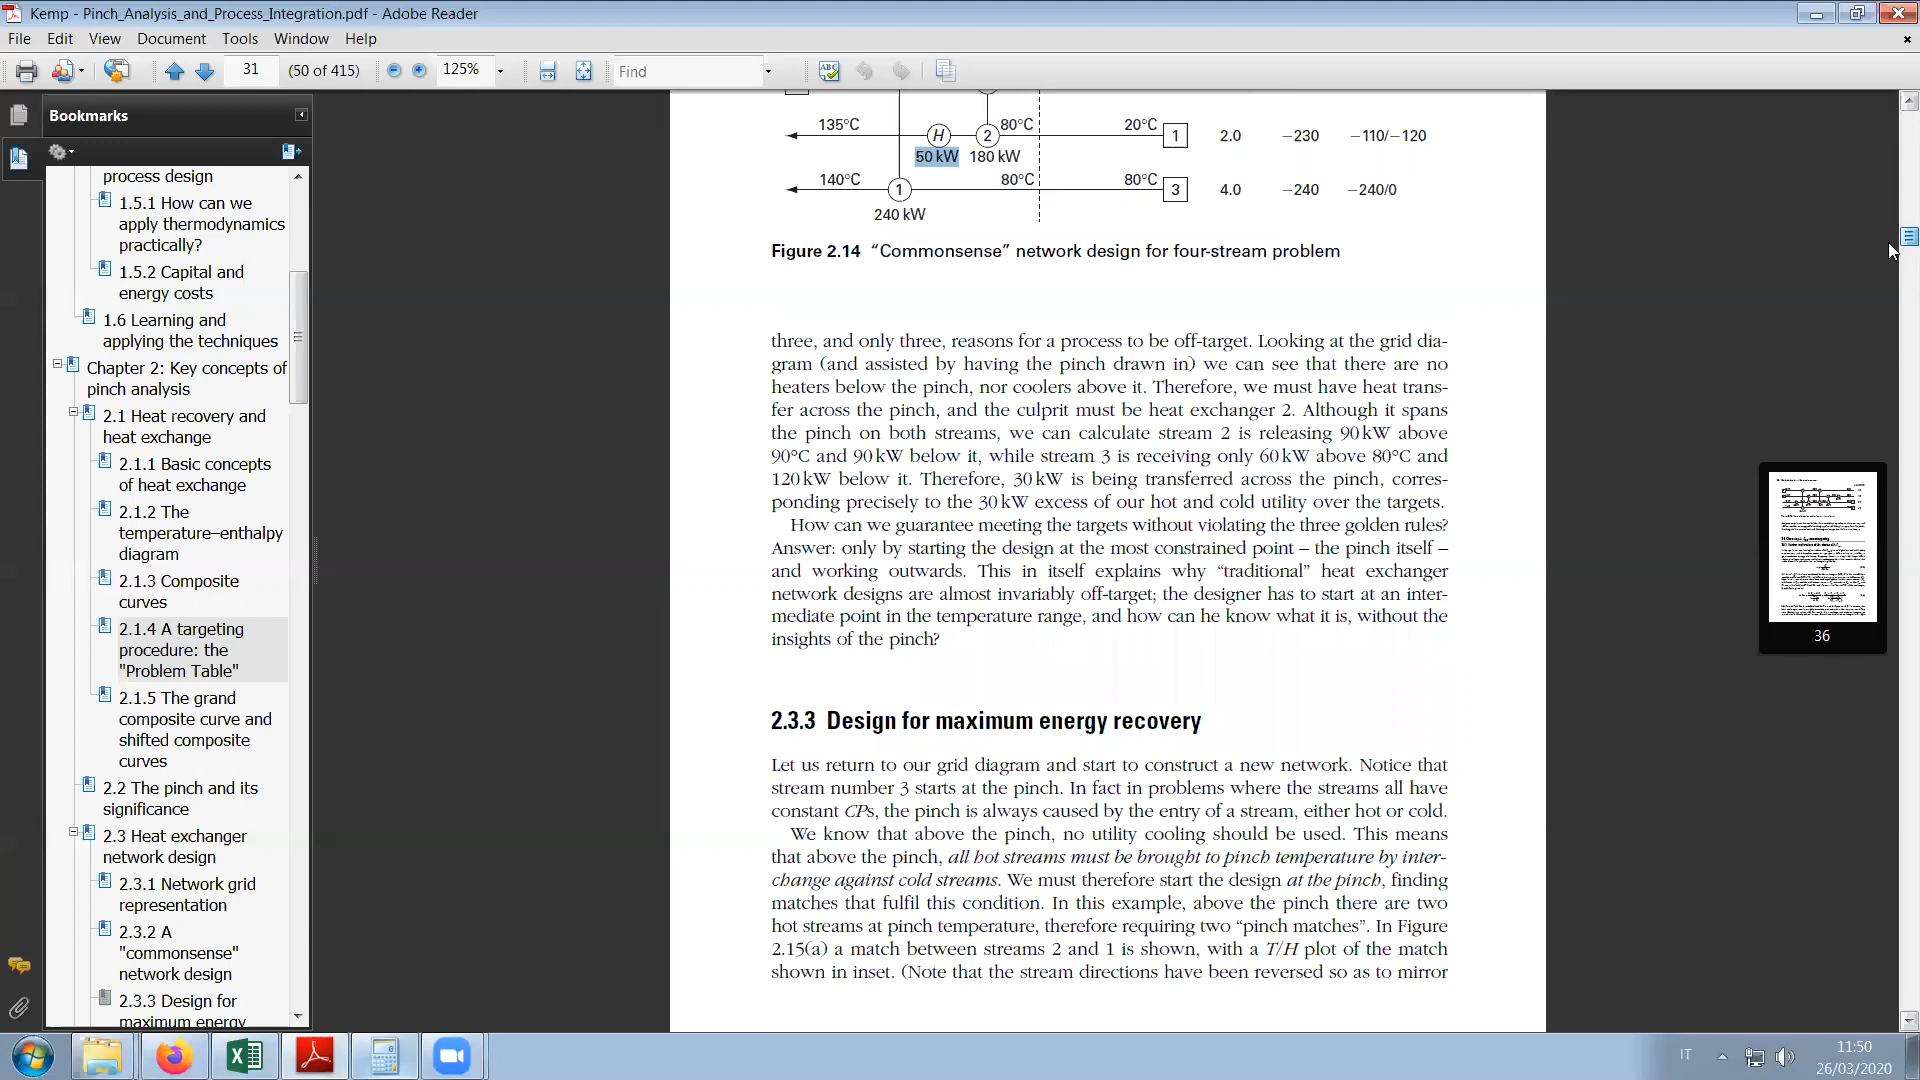 Kemp - Pinch_Analysis_and_Process_Integration.pdf - Adobe Reader
File Edit View Document Tools Window Help
31 (50 of 415) 125% Find
Bookmarks
process design
1.5.1 How can we
apply thermodynamics
practically?
1.5.2 Capital and
energy costs
1.6 Learning and
applying the techniques
Chapter 2: Key concepts of
pinch analysis
2.1 Heat recovery and
heat exchange
2.1.1 Basic concepts
of heat exchange
2.1.2 The
temperature–enthalpy
diagram
2.1.3 Composite
curves
2.1.4 A targeting
procedure: the
"Problem Table"
2.1.5 The grand
composite curve and
shifted composite
curves
2.2 The pinch and its
significance
2.3 Heat exchanger
network design
2.3.1 Network grid
representation
2.3.2 A
"commonsense"
network design
2.3.3 Design for
maximum energy
135°C 80°C 20°C
H 2 1 2.0 −230 −110/−120
50 kW 180 kW
140°C 80°C 80°C
1 3 4.0 −240 −240/0
240 kW
Figure 2.14 “Commonsense” network design for four-stream problem
three, and only three, reasons for a process to be off-target. Looking at the grid dia-
gram (and assisted by having the pinch drawn in) we can see that there are no
heaters below the pinch, nor coolers above it. Therefore, we must have heat trans-
fer across the pinch, and the culprit must be heat exchanger 2. Although it spans
the pinch on both streams, we can calculate stream 2 is releasing 90 kW above
90°C and 90 kW below it, while stream 3 is receiving only 60 kW above 80°C and
120 kW below it. Therefore, 30 kW is being transferred across the pinch, corres-
ponding precisely to the 30 kW excess of our hot and cold utility over the targets.
How can we guarantee meeting the targets without violating the three golden rules?
Answer: only by starting the design at the most constrained point – the pinch itself –
and working outwards. This in itself explains why “traditional” heat exchanger
network designs are almost invariably off-target; the designer has to start at an inter-
mediate point in the temperature range, and how can he know what it is, without the
insights of the pinch?
2.3.3 Design for maximum energy recovery
Let us return to our grid diagram and start to construct a new network. Notice that
stream number 3 starts at the pinch. In fact in problems where the streams all have
constant CPs, the pinch is always caused by the entry of a stream, either hot or cold.
We know that above the pinch, no utility cooling should be used. This means
that above the pinch, all hot streams must be brought to pinch temperature by inter-
change against cold streams. We must therefore start the design at the pinch, finding
matches that fulfil this condition. In this example, above the pinch there are two
hot streams at pinch temperature, therefore requiring two “pinch matches”. In Figure
2.15(a) a match between streams 2 and 1 is shown, with a T/H plot of the match
shown in inset. (Note that the stream directions have been reversed so as to mirror
36
IT
11:50
26/03/2020